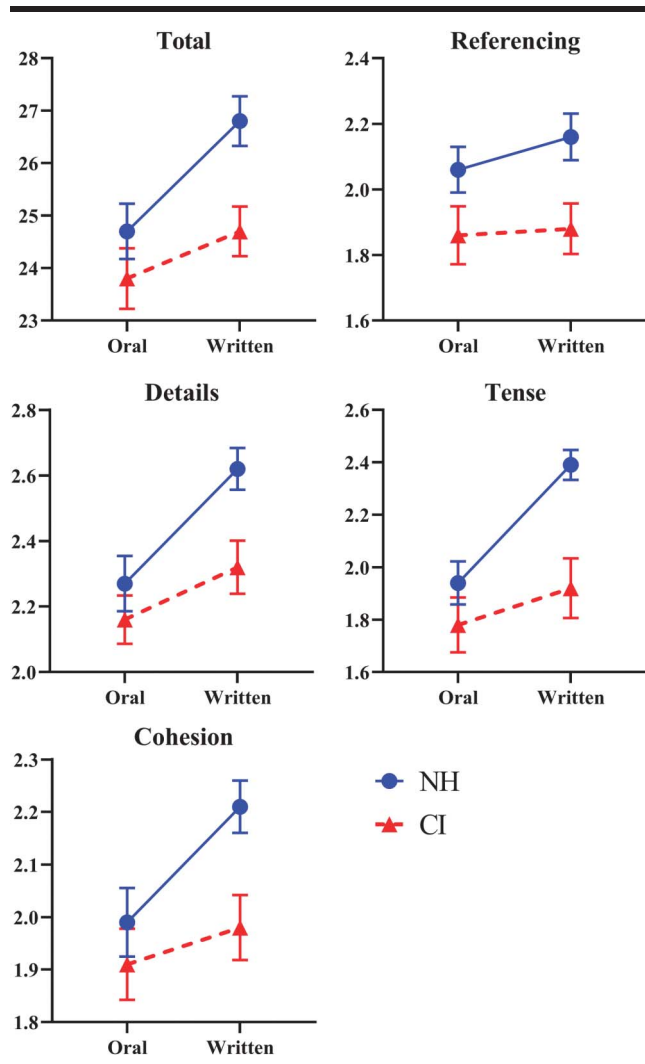 Total
28
27
26
25
24
23
Oral Written
Referencing
2.4
2.2
2.0
1.8
1.6
Oral Written
Details
2.8
2.6
2.4
2.2
2.0
Oral Written
Tense
2.6
2.4
2.2
2.0
1.8
1.6
Oral Written
Cohesion
2.3
2.2
2.1
2.0
1.9
1.8
Oral Written
NH
CI